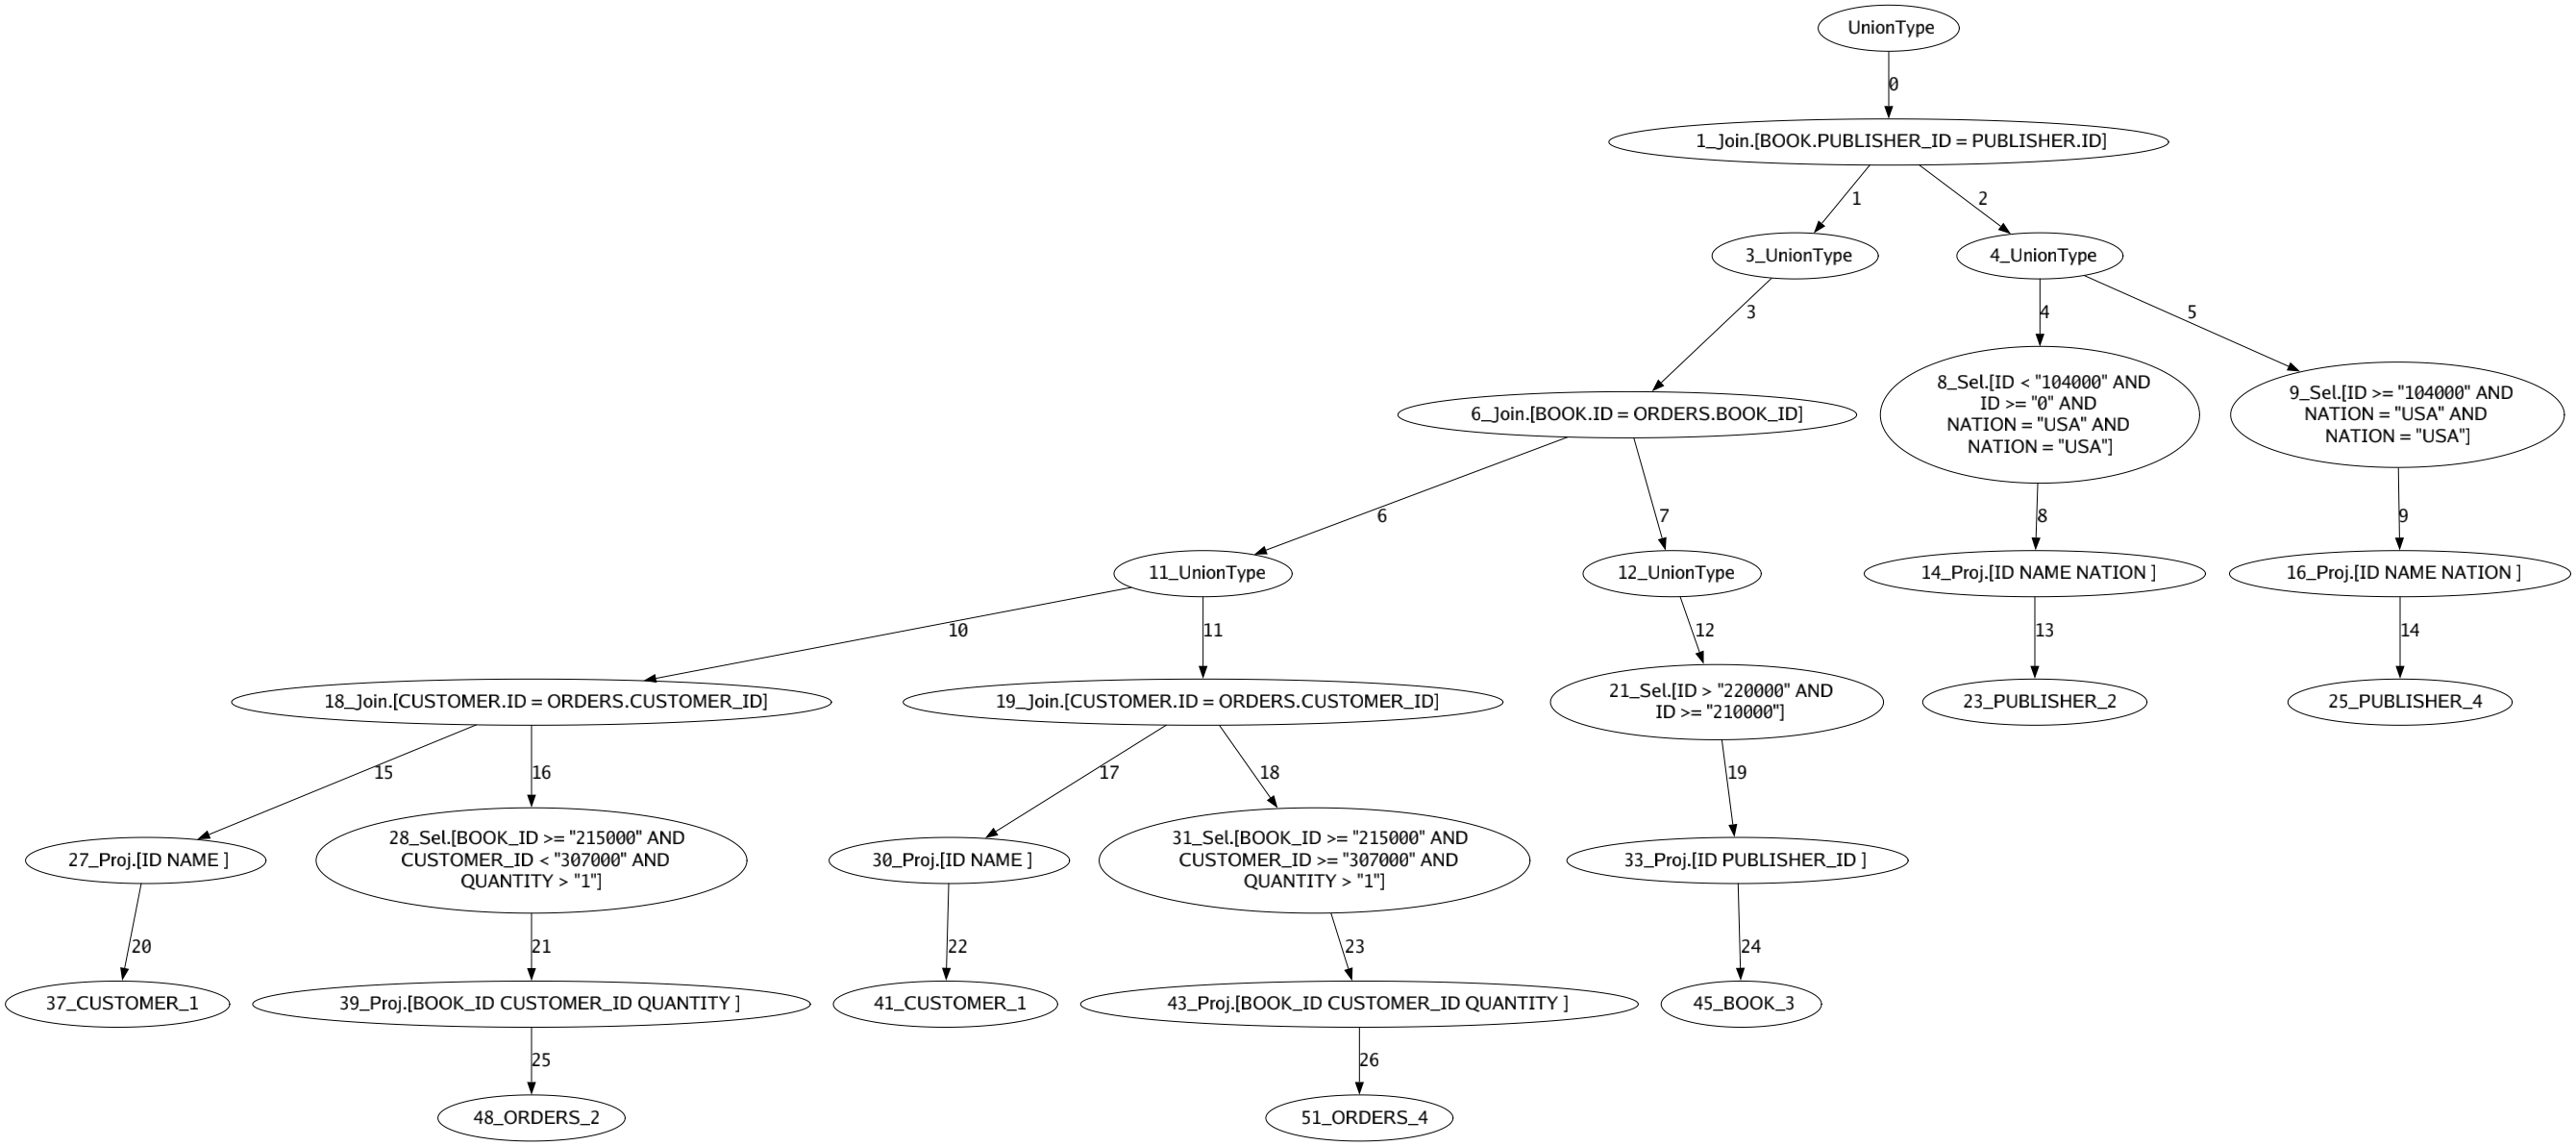 UnionType
0
1_Join.[BOOK.PUBLISHER_ID = PUBLISHER.ID]
1
2
3_UnionType
4_UnionType
3
4
5
6_Join.[BOOK.ID = ORDERS.BOOK_ID]
8_Sel.[ID < "104000" AND
ID >= "0" AND
NATION = "USA" AND
NATION = "USA"]
9_Sel.[ID >= "104000" AND
NATION = "USA" AND
NATION = "USA"]
6
7
8
9
11_UnionType
12_UnionType
14_Proj.[ID NAME NATION ]
16_Proj.[ID NAME NATION ]
10
11
12
13
14
18_Join.[CUSTOMER.ID = ORDERS.CUSTOMER_ID]
19_Join.[CUSTOMER.ID = ORDERS.CUSTOMER_ID]
21_Sel.[ID > "220000" AND
ID >= "210000"]
23_PUBLISHER_2
25_PUBLISHER_4
15
16
17
18
19
27_Proj.[ID NAME ]
28_Sel.[BOOK_ID >= "215000" AND
CUSTOMER_ID < "307000" AND
QUANTITY > "1"]
30_Proj.[ID NAME ]
31_Sel.[BOOK_ID >= "215000" AND
CUSTOMER_ID >= "307000" AND
QUANTITY > "1"]
33_Proj.[ID PUBLISHER_ID ]
20
21
22
23
24
37_CUSTOMER_1
39_Proj.[BOOK_ID CUSTOMER_ID QUANTITY ]
41_CUSTOMER_1
43_Proj.[BOOK_ID CUSTOMER_ID QUANTITY ]
45_BOOK_3
25
26
48_ORDERS_2
51_ORDERS_4